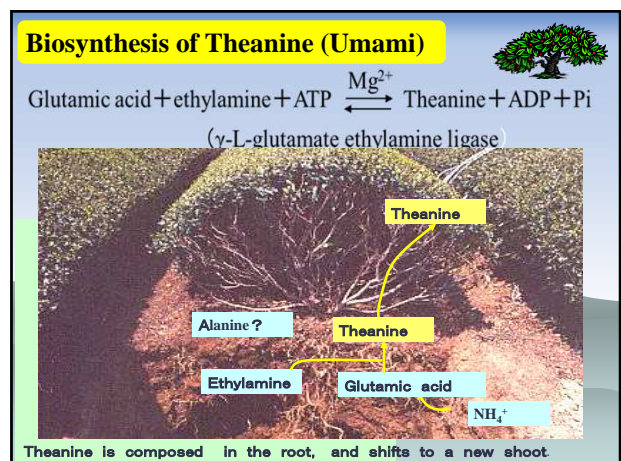 Biosynthesis of Theanine (Umami)
Mg²⁺
Glutamic acid＋ethylamine＋ATP ⇄ Theanine＋ADP＋Pi
(γ-L-glutamate ethylamine ligase)
Theanine
Alanine？
Theanine
Ethylamine
Glutamic acid
NH₄⁺
Theanine is composed in the root, and shifts to a new shoot.